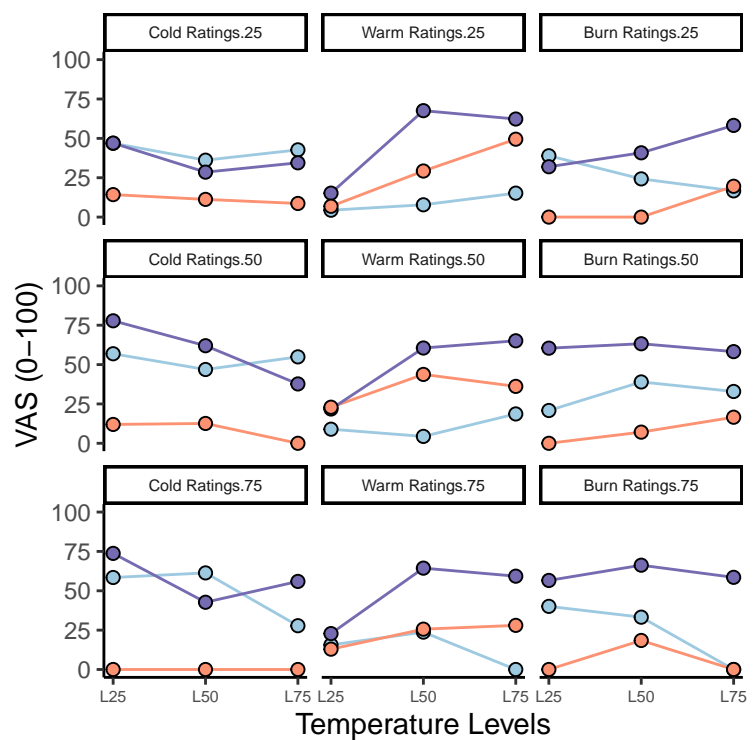 Cold Ratings.25 Warm Ratings.25 Burn Ratings.25
100
75
50
25
0
Cold Ratings.50 Warm Ratings.50 Burn Ratings.50
100
75
50
25
0
Cold Ratings.75 Warm Ratings.75 Burn Ratings.75
100
75
50
25
0
VAS (0−100)
L25 L50 L75 L25 L50 L75 L25 L50 L75
Temperature Levels